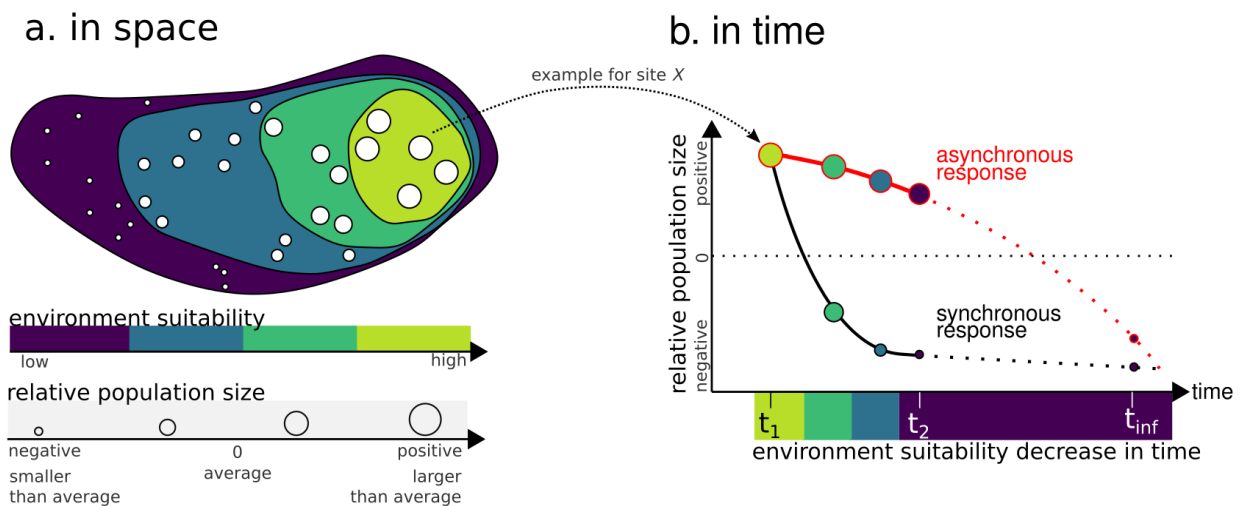 a. in space
b. in time
example for site X
asynchronous
response
relative population size
positive
0
negative
synchronous
response
time
t1
t2
tinf
environment suitability decrease in time
environment suitability
low
high
relative population size
negative
0
positive
average
smaller
than average
larger
than average